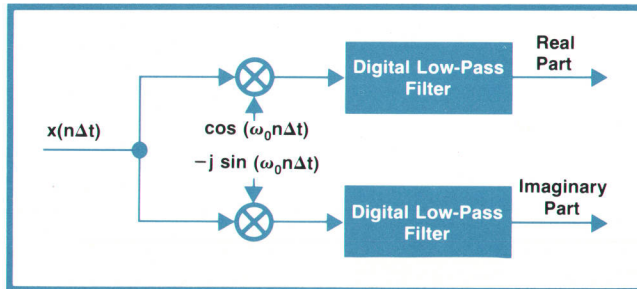 Digital Low-Pass
Filter
Real
Part
x(nΔt)
cos (ω₀nΔt)
−j sin (ω₀nΔt)
Digital Low-Pass
Filter
Imaginary
Part